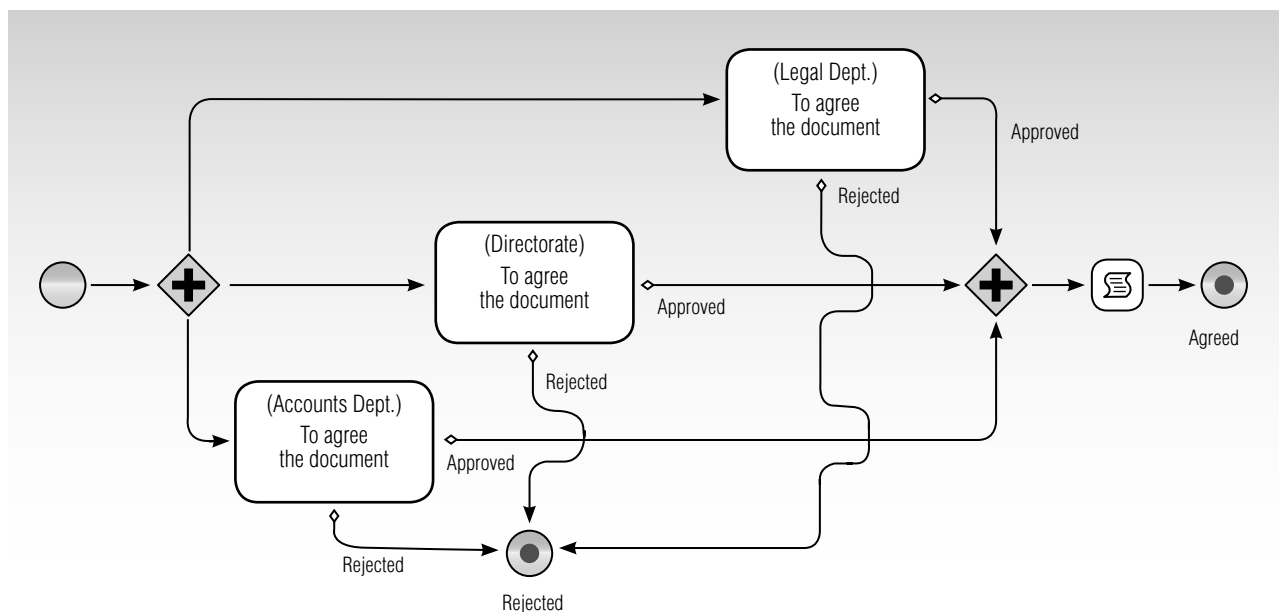 (Legal Dept.)
To agree
the document
Approved
Rejected
(Directorate)
To agree
the document
Approved
Agreed
Rejected
(Accounts Dept.)
To agree
the document
Approved
Rejected
Rejected